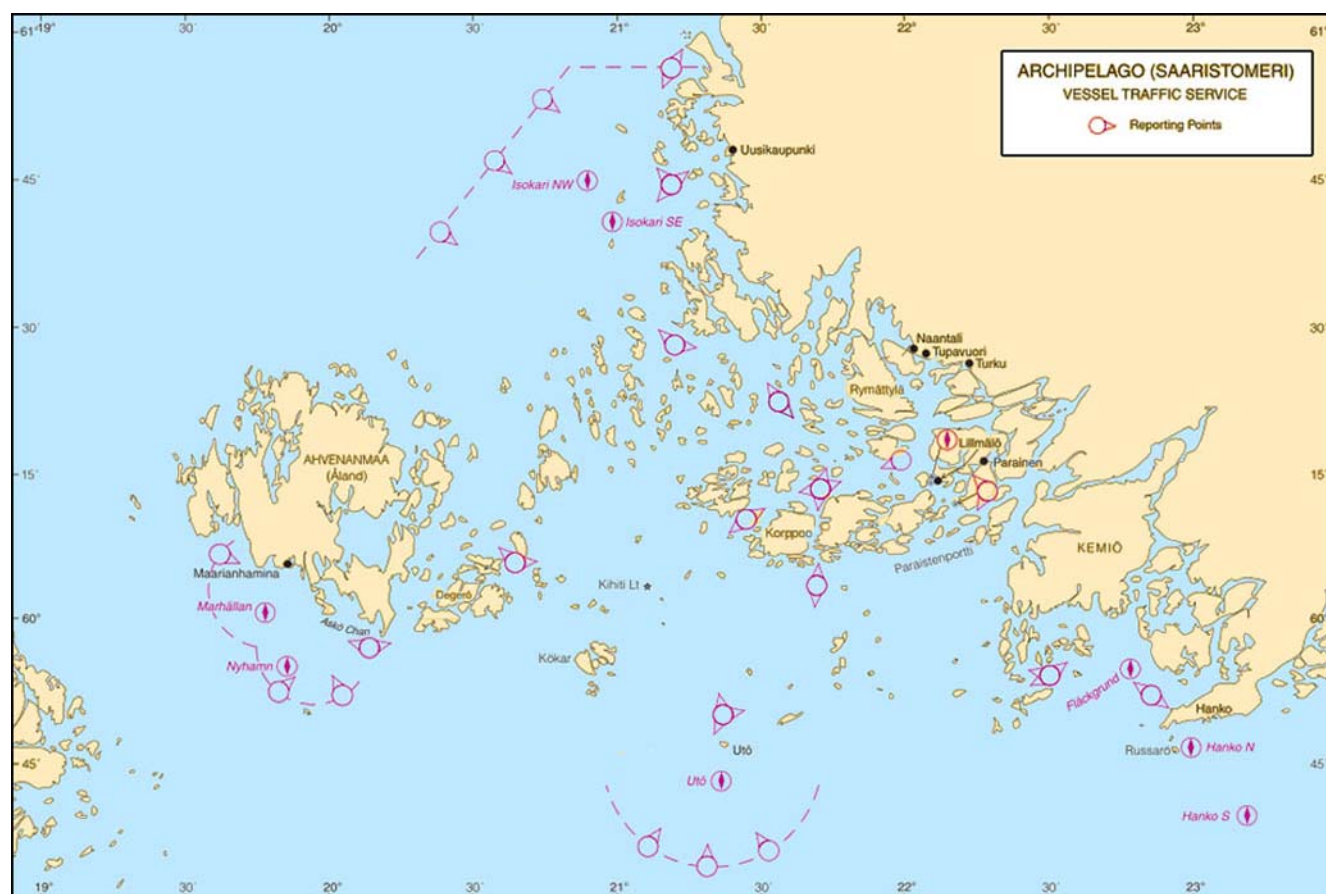 19° 30´ 20° 30´ 21° 30´ 22° 30´ 23°
61° 61°
ARCHIPELAGO (SAARISTOMERI)
VESSEL TRAFFIC SERVICE
Reporting Points
Uusikaupunki
45´ 45´
Isokari NW
Isokari SE
30´ 30´
Naantali
Tupavuori
Turku
Rymättylä
Lillmälö
AHVENANMAA
(Åland)
Parainen
15´ 15´
Korppoo
KEMIÖ
Paraistenportti
Maarianhamina
Kihiti Lt
Degerö
Marhällan
60° 60°
Askö Chan
Kökar
Nyhamn
Fläckgrund
Hanko
Utö
Russarö
Hanko N
45´ 45´
Utö
Hanko S
19° 30´ 20° 30´ 21° 30´ 22° 30´ 23°